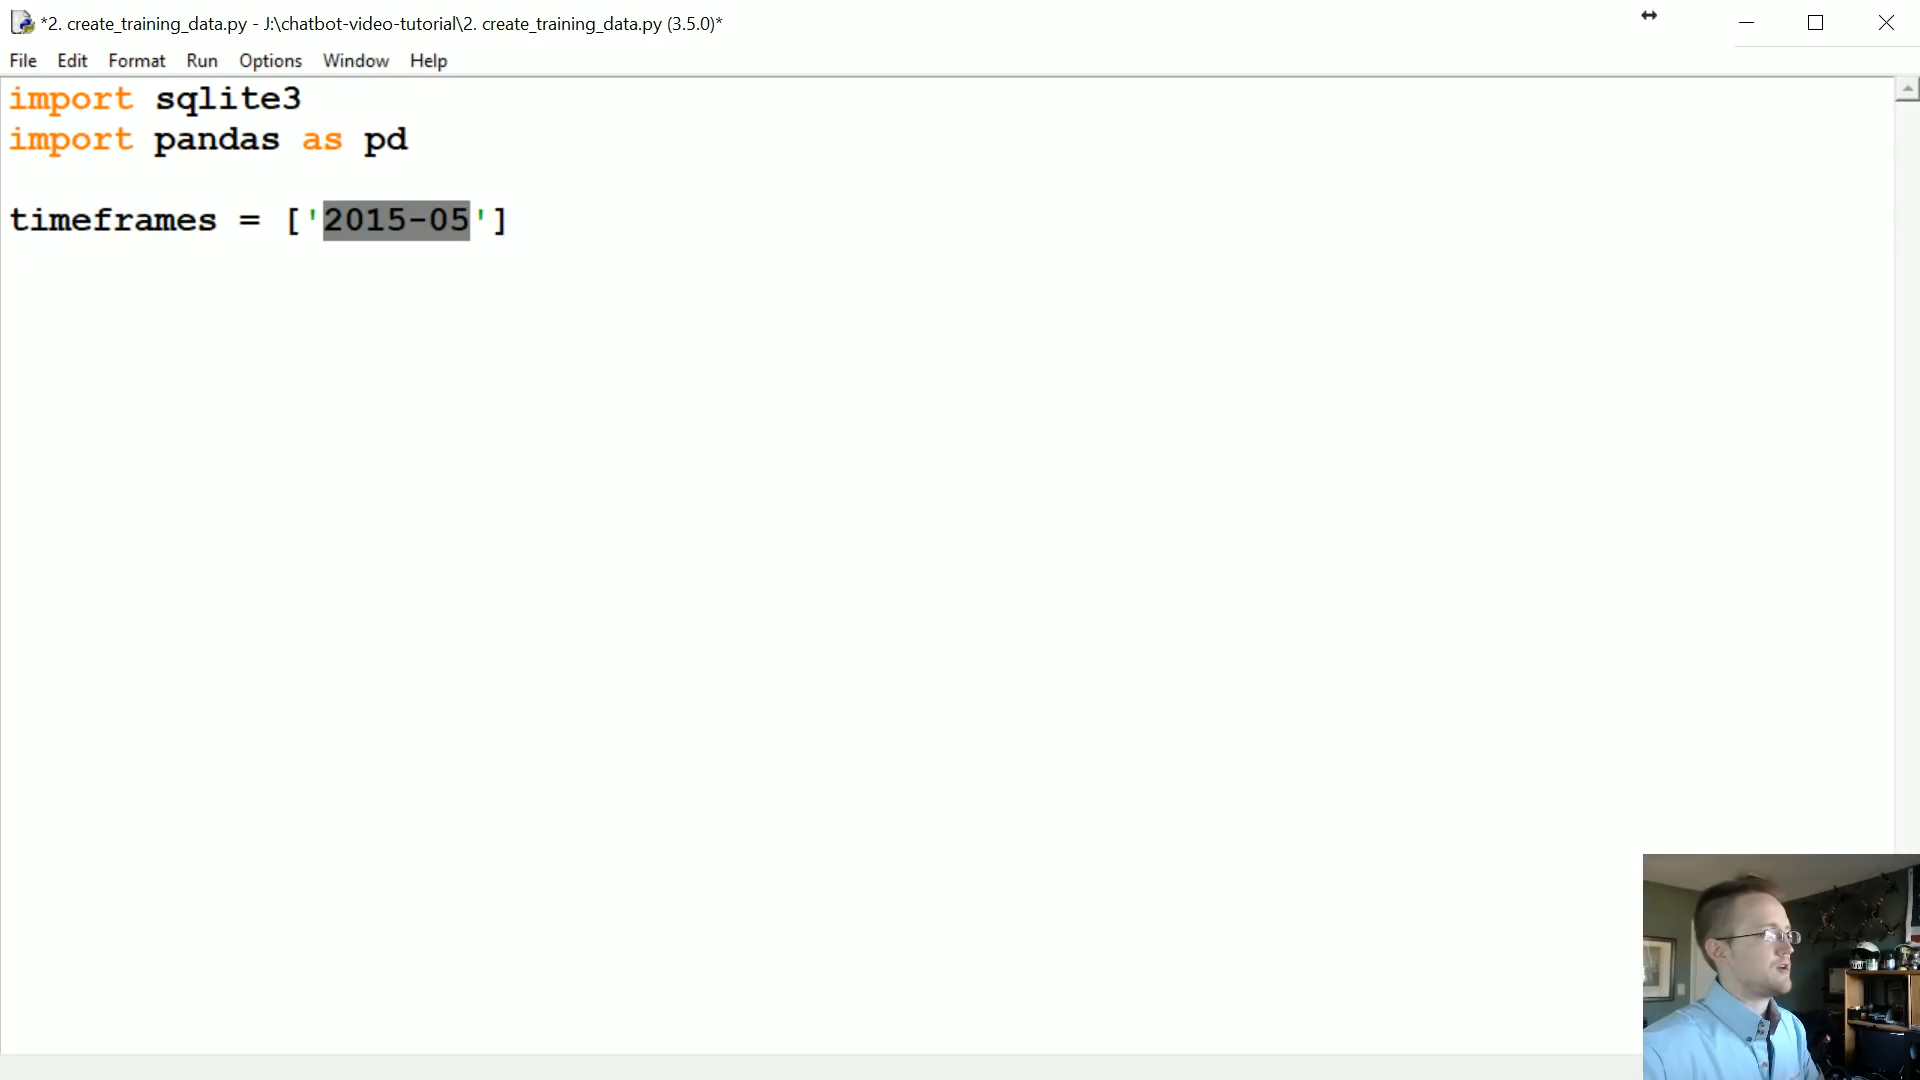 *2. create_training_data.py - J:\chatbot-video-tutorial\2. create_training_data.py (3.5.0)*
File Edit Format Run Options Window Help
import sqlite3
import pandas as pd
timeframes = ['2015-05']